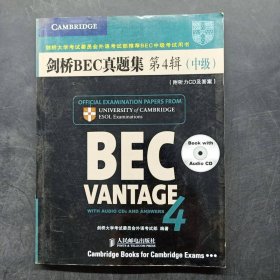 CAMBRIDGE
剑桥大学考试委员会外语考试部推荐BEC中级考试用书
剑桥BEC真题集 第4辑（中级）
（附听力CD及答案）
OFFICIAL EXAMINATION PAPERS FROM
UNIVERSITY of CAMBRIDGE
ESOL Examinations
Book with
Audio CD
BEC
VANTAGE 4
WITH AUDIO CDs AND ANSWERS
剑桥大学考试委员会外语考试部 编著
人民邮电出版社
POSTS & TELECOM PRESS
Cambridge Books for Cambridge Exams